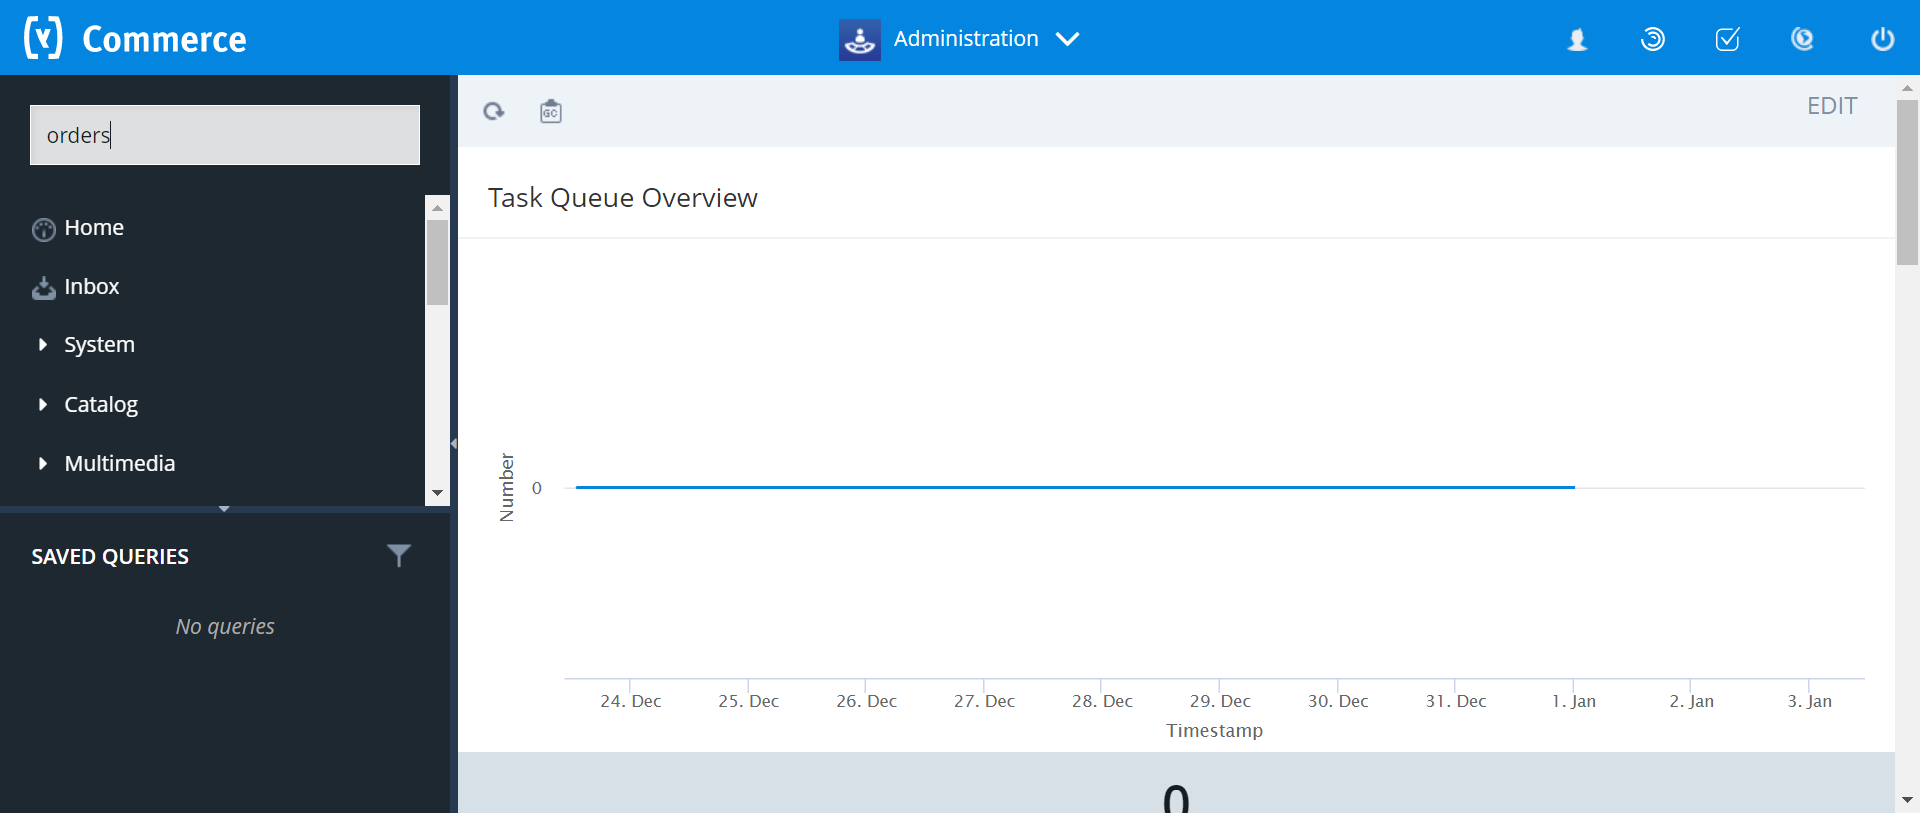 Commerce
Administration
orders
GC
EDIT
Home
Inbox
System
Catalog
Multimedia
SAVED QUERIES
No queries
Task Queue Overview
Number
0
24. Dec 25. Dec 26. Dec 27. Dec 28. Dec 29. Dec 30. Dec 31. Dec 1. Jan 2. Jan 3. Jan
Timestamp
0